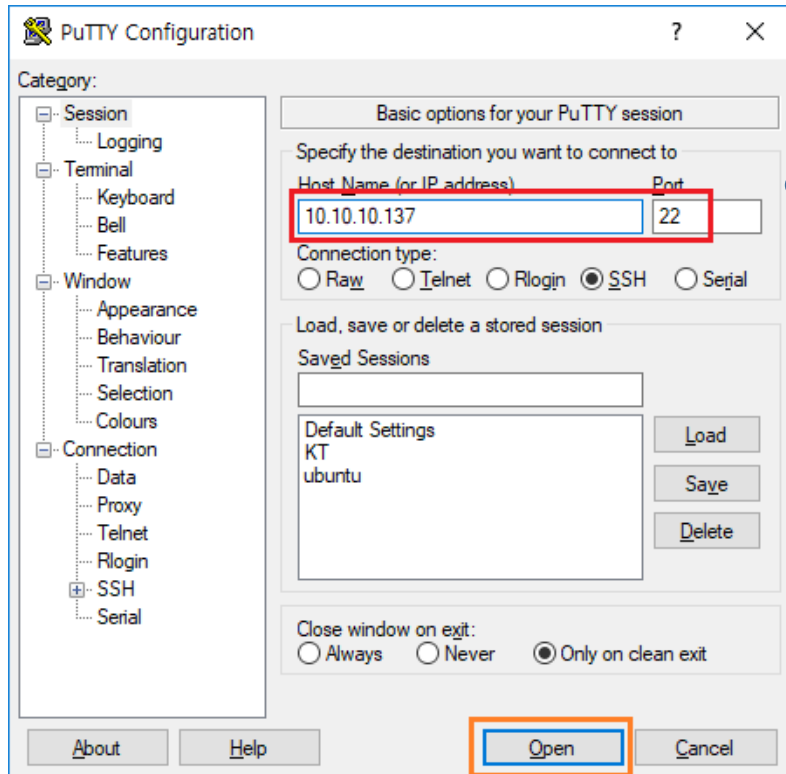 PuTTY Configuration
?
Category:
Session
Logging
Terminal
Keyboard
Bell
Features
Window
Appearance
Behaviour
Translation
Selection
Colours
Connection
Data
Proxy
Telnet
Rlogin
SSH
Serial
Basic options for your PuTTY session
Specify the destination you want to connect to
Host Name (or IP address) Port
10.10.10.137 22
Connection type:
Raw Telnet Rlogin SSH Serial
Load, save or delete a stored session
Saved Sessions
Default Settings
KT
ubuntu
Load
Save
Delete
Close window on exit:
Always Never Only on clean exit
About Help Open Cancel